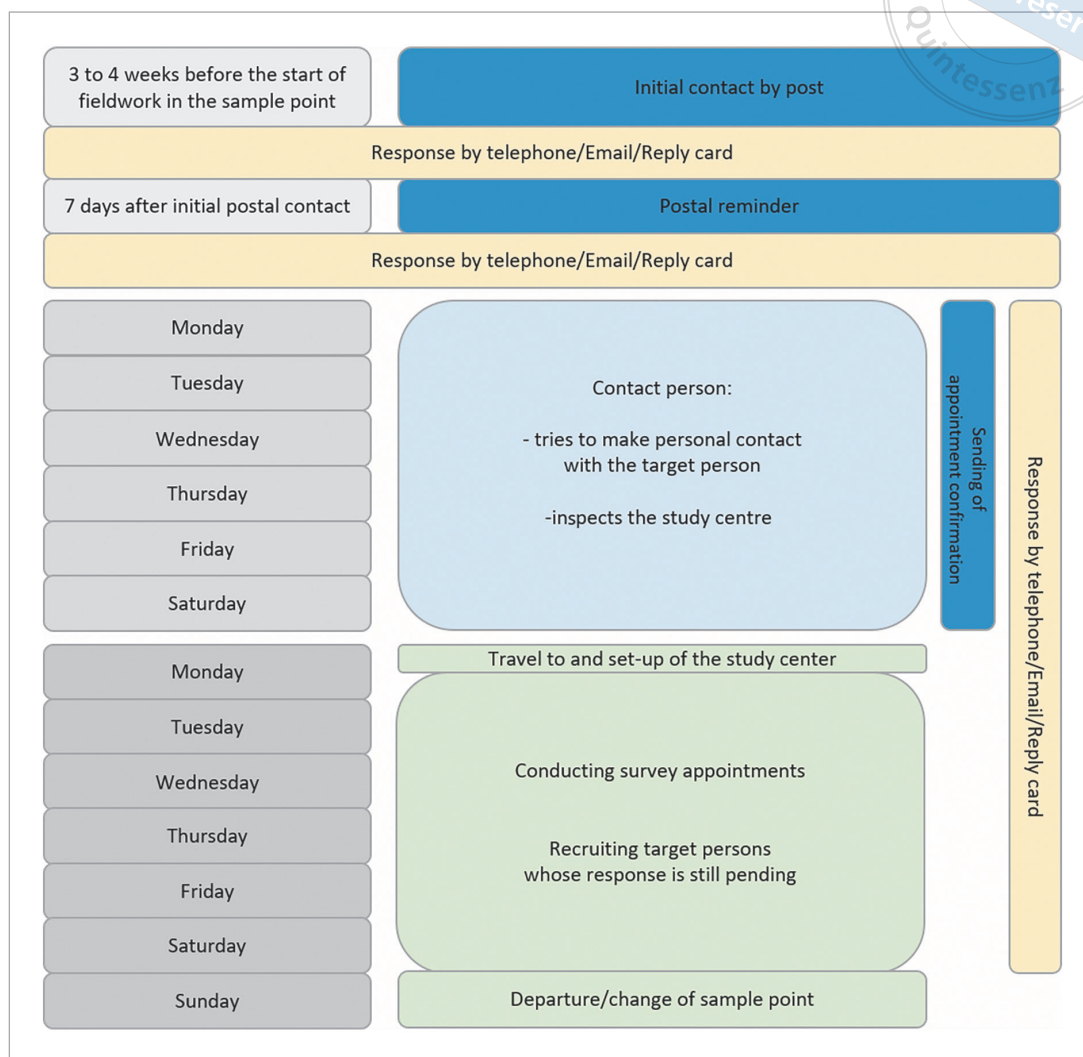 reser
Quintessenz
3 to 4 weeks before the start of
fieldwork in the sample point
Initial contact by post
Response by telephone/Email/Reply card
7 days after initial postal contact
Postal reminder
Response by telephone/Email/Reply card
Monday
Tuesday
Wednesday
Thursday
Friday
Saturday
Contact person:
- tries to make personal contact
with the target person
-inspects the study centre
Sending of
appointment confirmation
Response by telephone/Email/Reply card
Monday
Tuesday
Wednesday
Thursday
Friday
Saturday
Sunday
Travel to and set-up of the study center
Conducting survey appointments
Recruiting target persons
whose response is still pending
Departure/change of sample point